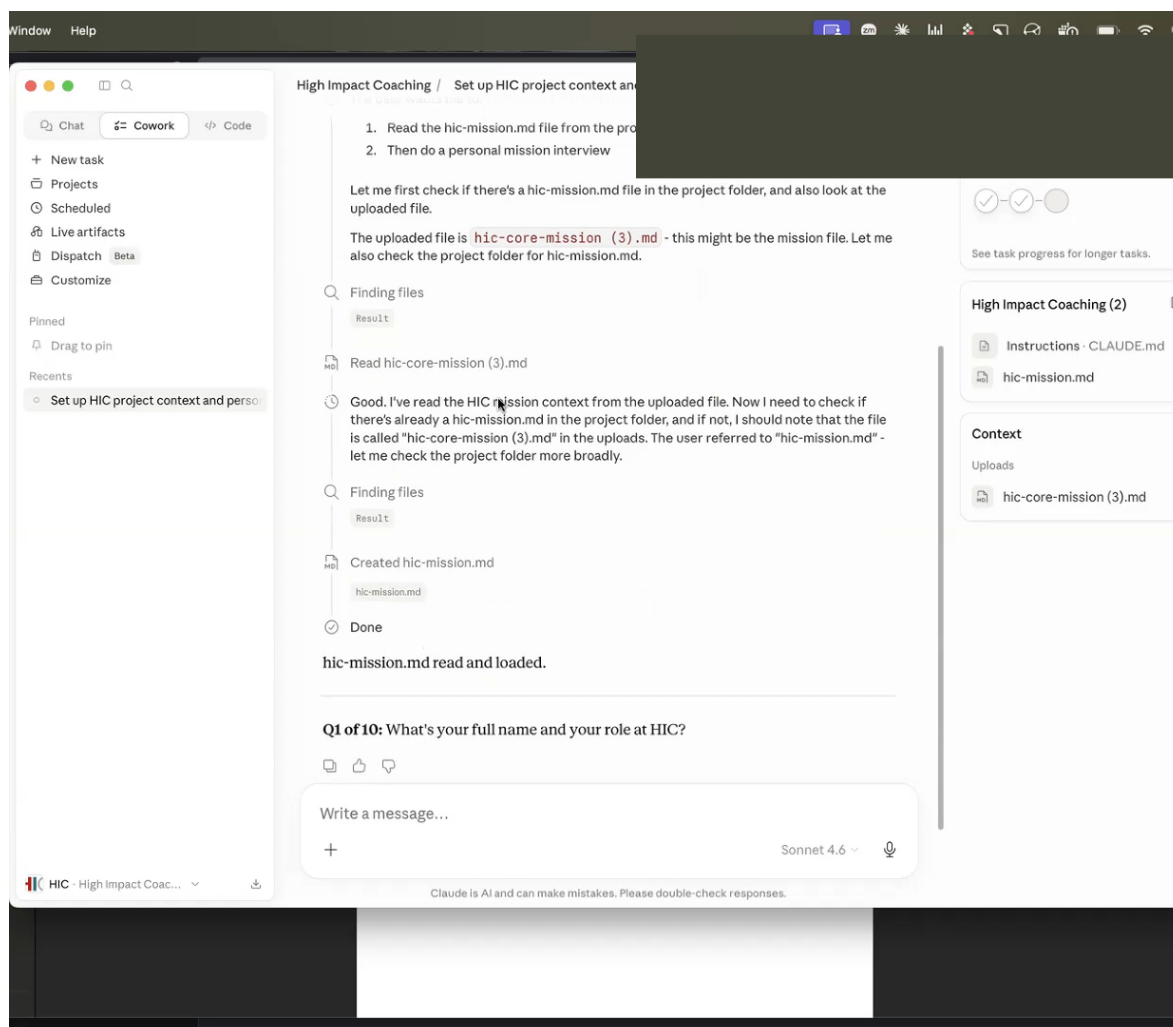 Window Help
zm
Chat Cowork Code
New task
Projects
Scheduled
Live artifacts
Dispatch Beta
Customize
Pinned
Drag to pin
Recents
Set up HIC project context and perso
HIC · High Impact Coac...
High Impact Coaching / Set up HIC project context and
The user wants me to:
1. Read the hic-mission.md file from the pro
2. Then do a personal mission interview
Let me first check if there's a hic-mission.md file in the project folder, and also look at the
uploaded file.
The uploaded file is hic-core-mission (3).md - this might be the mission file. Let me
also check the project folder for hic-mission.md.
Finding files
Result
MD Read hic-core-mission (3).md
Good. I've read the HIC mission context from the uploaded file. Now I need to check if
there's already a hic-mission.md in the project folder, and if not, I should note that the file
is called "hic-core-mission (3).md" in the uploads. The user referred to "hic-mission.md" -
let me check the project folder more broadly.
Finding files
Result
MD Created hic-mission.md
hic-mission.md
Done
hic-mission.md read and loaded.
Q1 of 10: What's your full name and your role at HIC?
Write a message...
Sonnet 4.6
Claude is AI and can make mistakes. Please double-check responses.
See task progress for longer tasks.
High Impact Coaching (2)
Instructions · CLAUDE.md
MD hic-mission.md
Context
Uploads
MD hic-core-mission (3).md